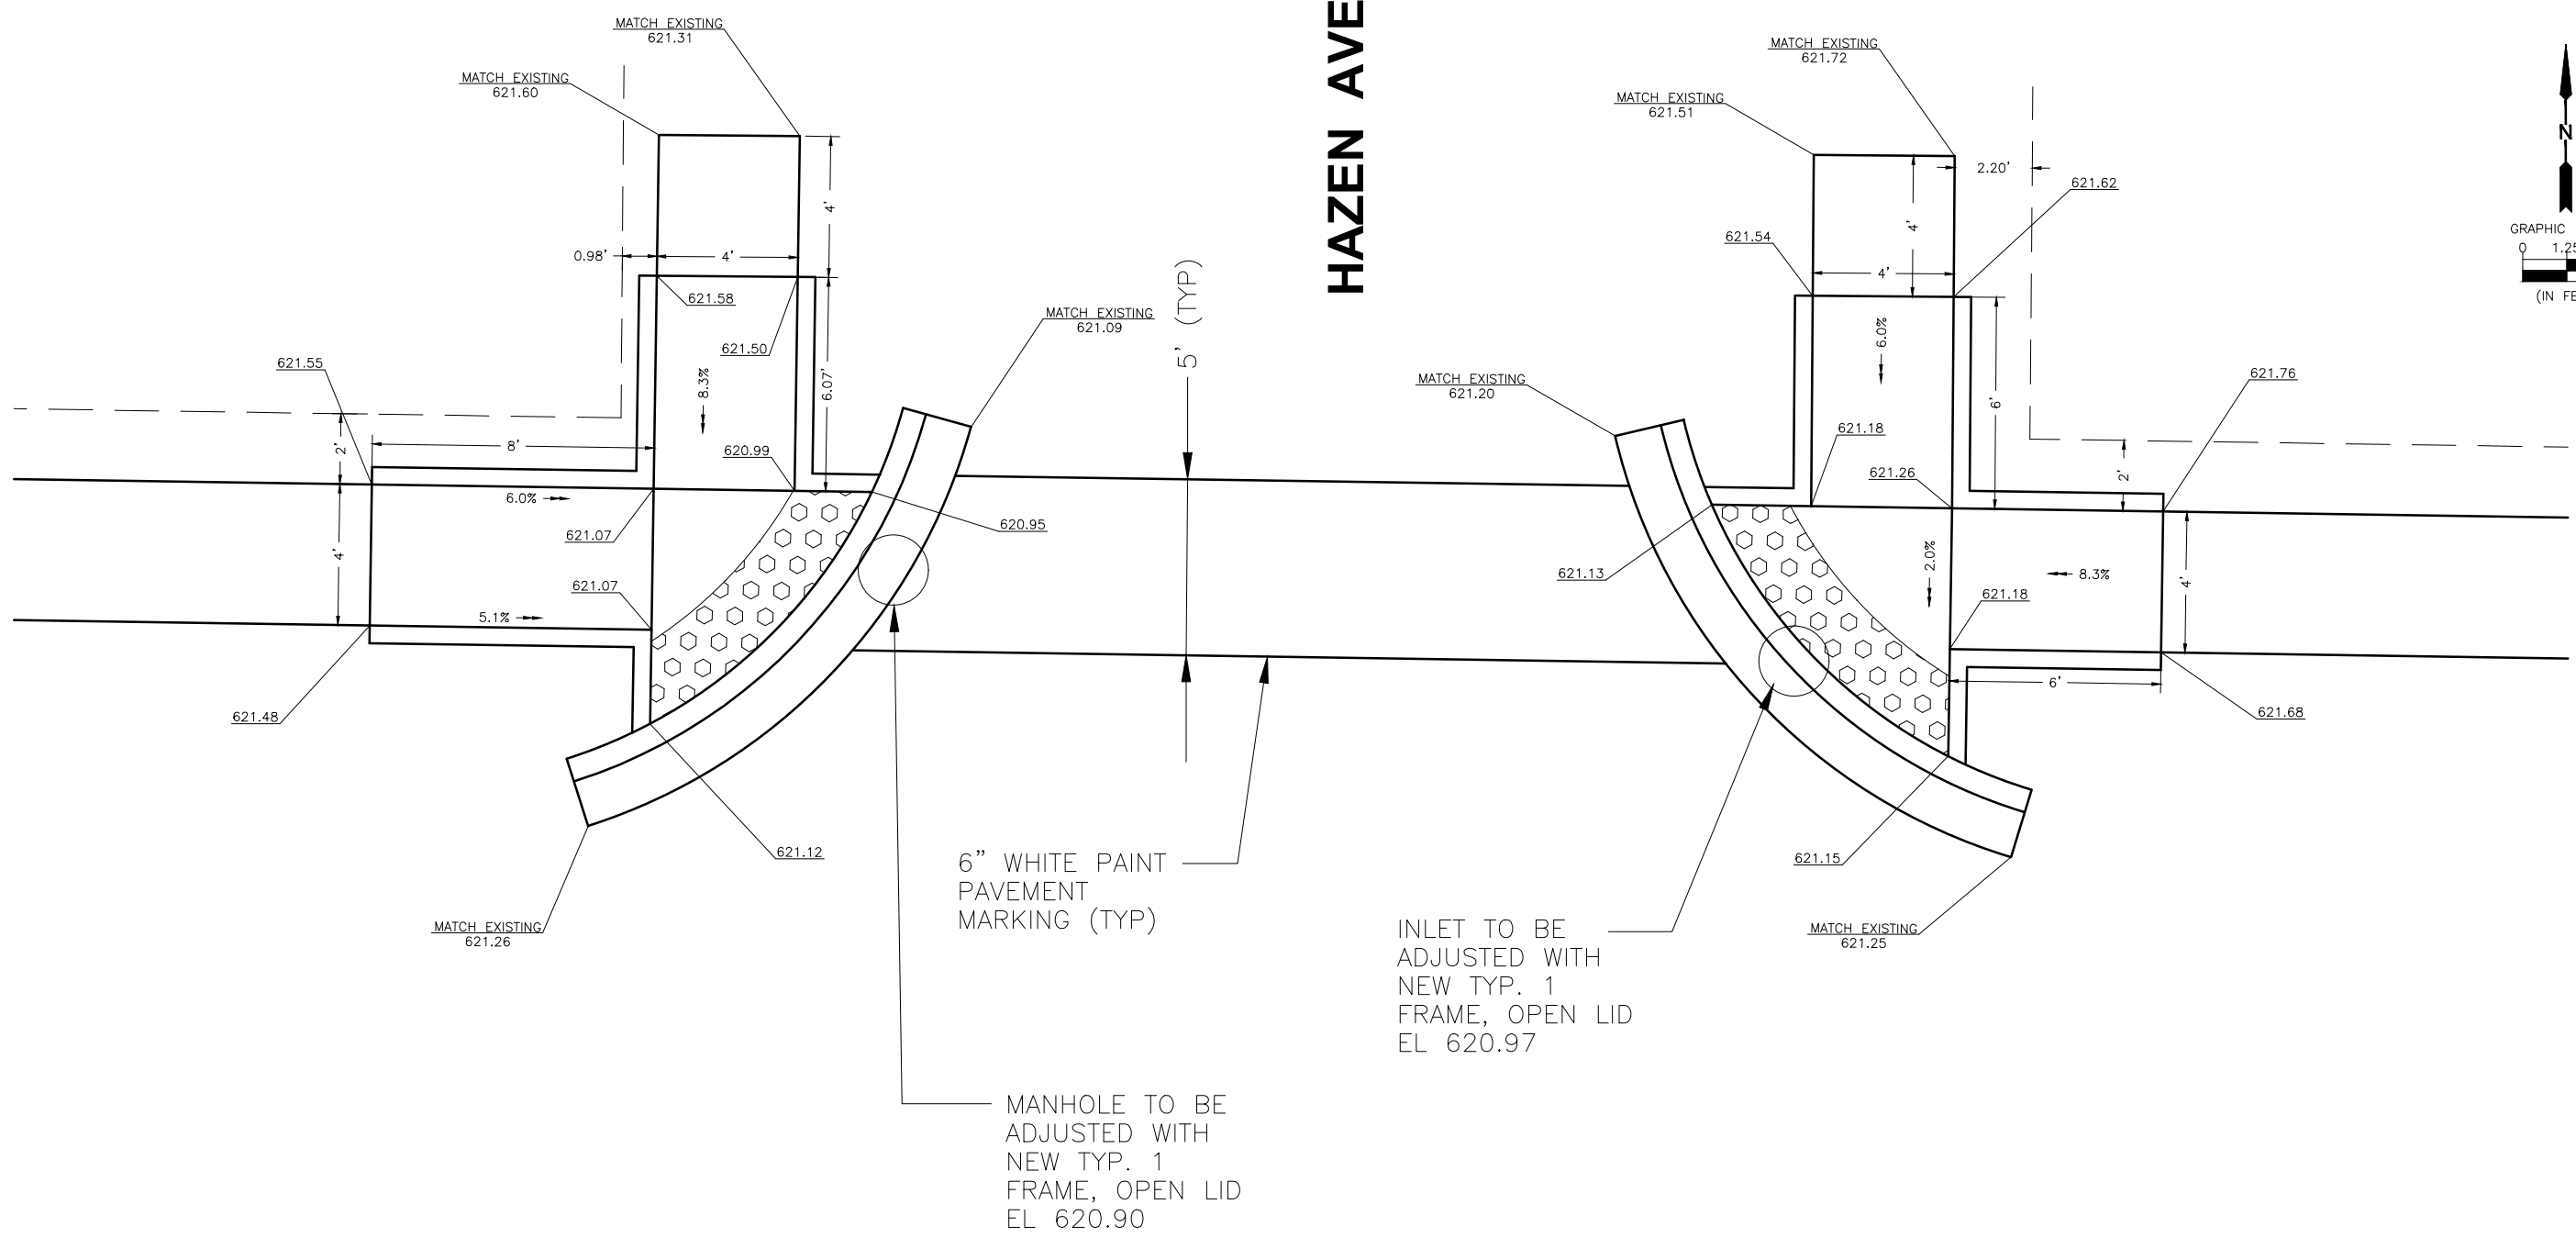 MATCH EXISTING
621.31
MATCH EXISTING
621.60
HAZEN AVE
MATCH EXISTING
621.72
MATCH EXISTING
621.51
N
GRAPHIC
0 1.25
(IN FE
2.20'
621.62
4'
4'
621.54
4'
0.98'
4'
621.58
621.50
MATCH EXISTING
621.09
5' (TYP)
6.0%
6'
621.55
8.3%
6.07'
MATCH EXISTING
621.20
621.76
2'
8'
620.99
621.18
621.26
2'
6.0%
621.07
620.95
4'
5.1%
621.07
621.13
2.0%
8.3%
4'
621.18
6'
621.48
621.68
621.12
6" WHITE PAINT
PAVEMENT
MARKING (TYP)
621.15
MATCH EXISTING
621.26
INLET TO BE
ADJUSTED WITH
NEW TYP. 1
FRAME, OPEN LID
EL 620.97
MATCH EXISTING
621.25
MANHOLE TO BE
ADJUSTED WITH
NEW TYP. 1
FRAME, OPEN LID
EL 620.90